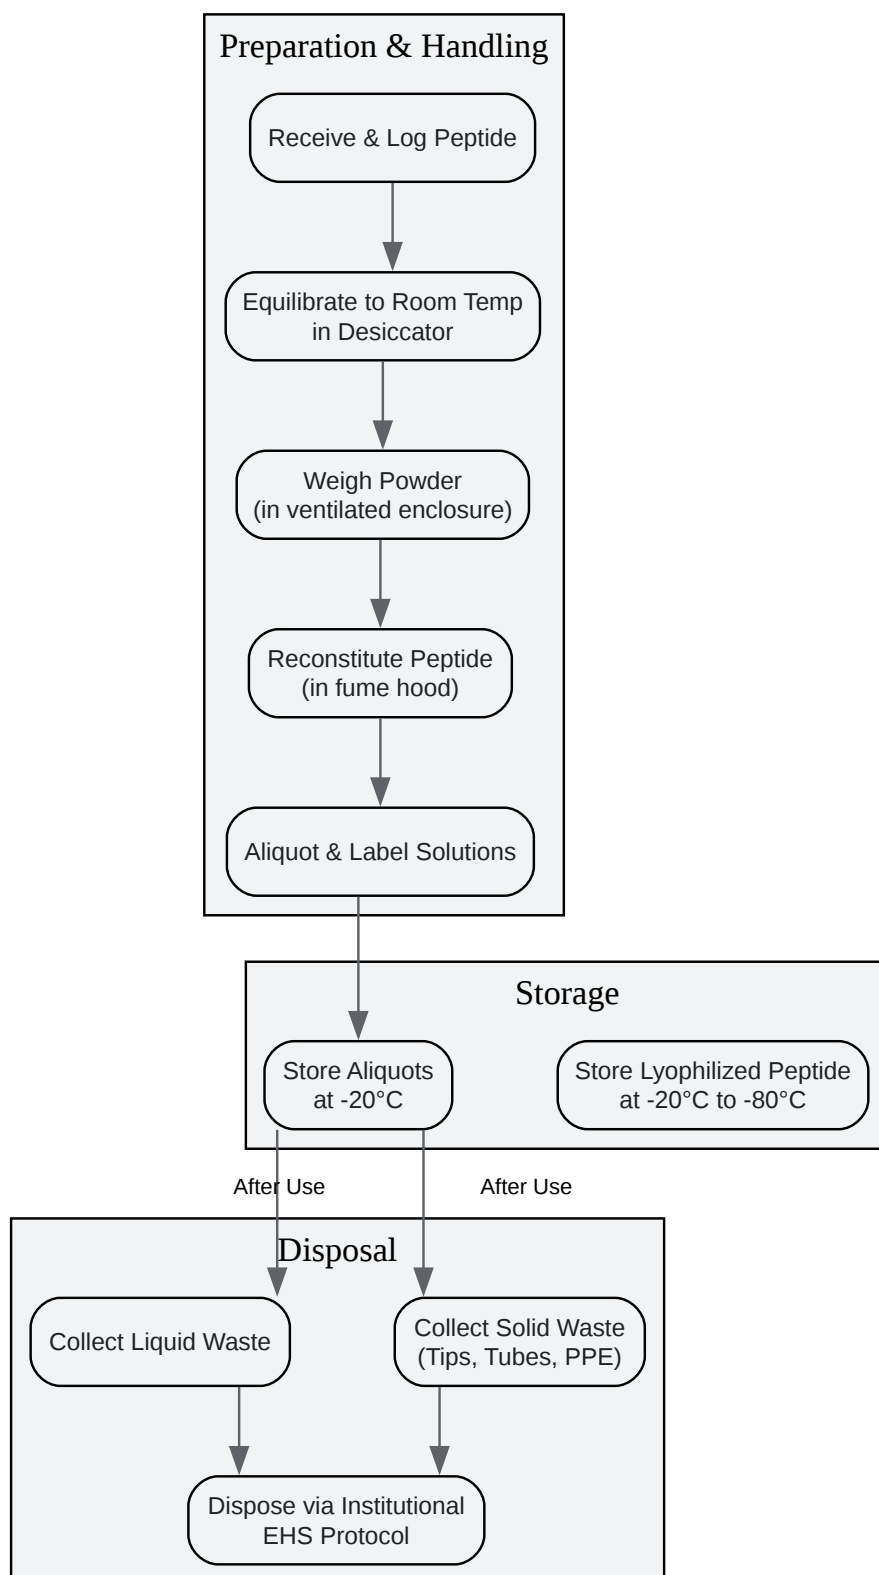 Preparation & Handling
Receive & Log Peptide
Equilibrate to Room Temp
in Desiccator
Weigh Powder
(in ventilated enclosure)
Reconstitute Peptide
(in fume hood)
Aliquot & Label Solutions
Storage
Store Aliquots
at -20°C
Store Lyophilized Peptide
at -20°C to -80°C
After Use
After Use
Disposal
Collect Liquid Waste
Collect Solid Waste
(Tips, Tubes, PPE)
Dispose via Institutional
EHS Protocol